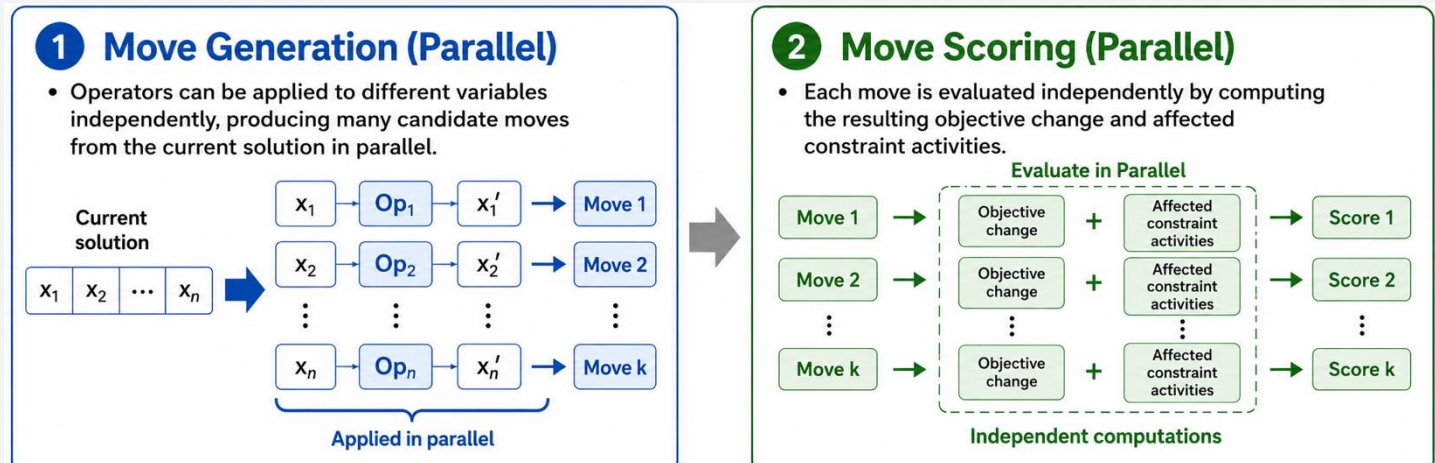 1 Move Generation (Parallel)
• Operators can be applied to different variables
independently, producing many candidate moves
from the current solution in parallel.
Current
solution
x1 x2 ... xn
x1 Op1 x1′ Move 1
x2 Op2 x2′ Move 2
⋮ ⋮ ⋮ ⋮
xn Opn xn′ Move k
Applied in parallel
2 Move Scoring (Parallel)
• Each move is evaluated independently by computing
the resulting objective change and affected
constraint activities.
Evaluate in Parallel
Move 1
Objective
change
+
Affected
constraint
activities
Score 1
Move 2
Objective
change
+
Affected
constraint
activities
Score 2
⋮ ⋮ ⋮ ⋮
Move k
Objective
change
+
Affected
constraint
activities
Score k
Independent computations